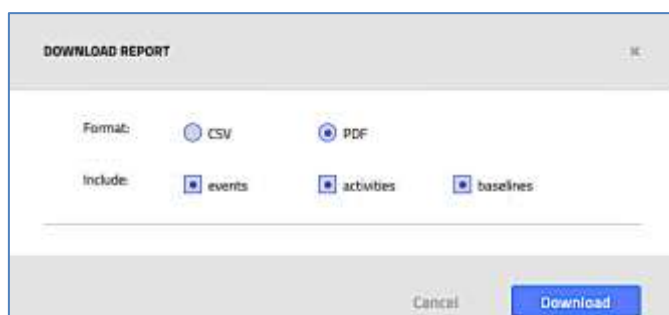 DOWNLOAD REPORT ×
Format: CSV PDF
Include: events activities baselines
Cancel Download